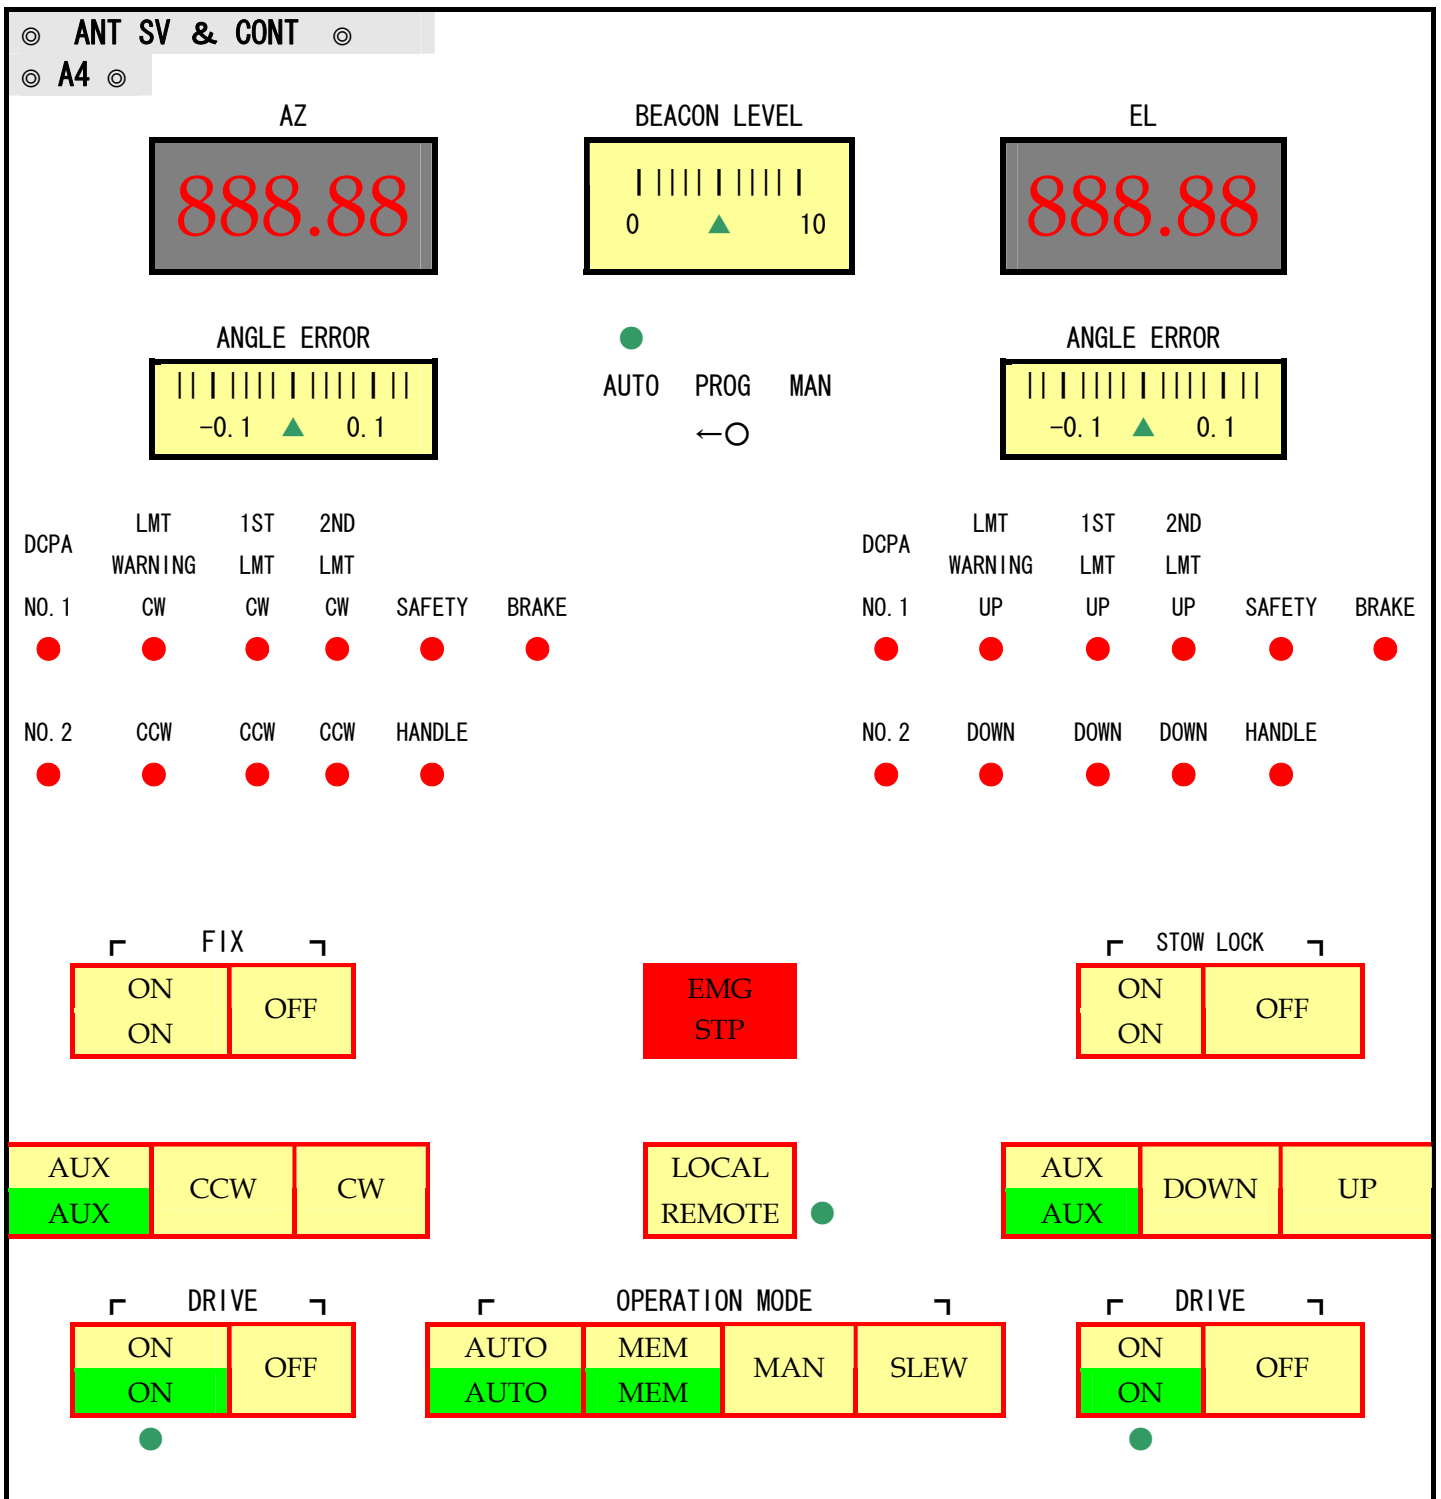 ◎ ANT SV & CONT ◎
◎ A4 ◎
AZ BEACON LEVEL EL
888.88 888.88
0 ▲ 10
ANGLE ERROR ● ANGLE ERROR
AUTO PROG MAN
-0.1 ▲ 0.1 ←○ -0.1 ▲ 0.1
LMT 1ST 2ND LMT 1ST 2ND
DCPA DCPA
WARNING LMT LMT WARNING LMT LMT
NO.1 CW CW CW SAFETY BRAKE NO.1 UP UP UP SAFETY BRAKE
NO.2 CCW CCW CCW HANDLE NO.2 DOWN DOWN DOWN HANDLE
┏ FIX ┓ ┏ STOW LOCK ┓
ON EMG ON
OFF OFF
ON STP ON
AUX LOCAL AUX
CCW CW DOWN UP
AUX REMOTE AUX
┏ DRIVE ┓ ┏ OPERATION MODE ┓ ┏ DRIVE ┓
ON AUTO MEM ON
OFF MAN SLEW OFF
ON AUTO MEM ON